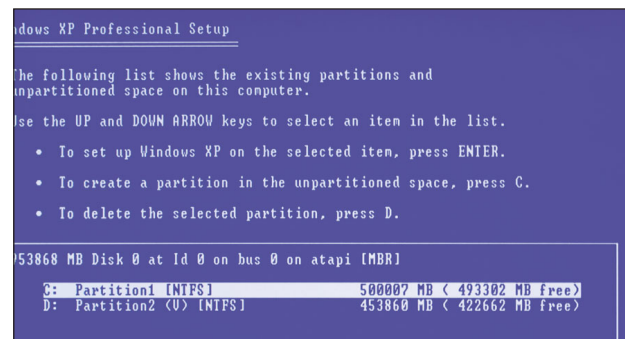 ndows XP Professional Setup
The following list shows the existing partitions and
unpartitioned space on this computer.
Use the UP and DOWN ARROW keys to select an item in the list.
• To set up Windows XP on the selected item, press ENTER.
• To create a partition in the unpartitioned space, press C.
• To delete the selected partition, press D.
953868 MB Disk 0 at Id 0 on bus 0 on atapi [MBR]
C: Partition1 [NTFS] 500007 MB ( 493302 MB free)
D: Partition2 (V) [NTFS] 453860 MB ( 422662 MB free)